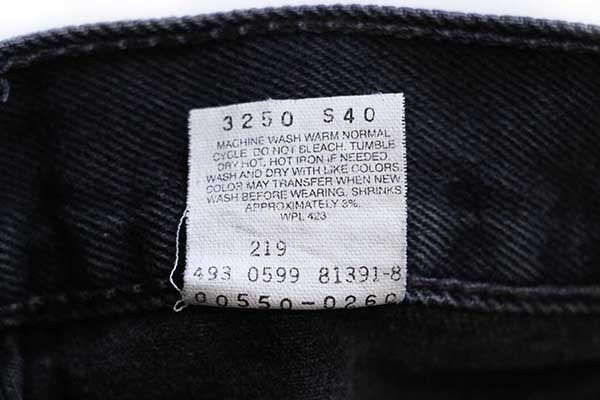 3250 S40
MACHINE WASH WARM NORMAL
CYCLE. DO NOT BLEACH. TUMBLE
DRY HOT. HOT IRON IF NEEDED.
WASH AND DRY WITH LIKE COLORS.
COLOR MAY TRANSFER WHEN NEW
WASH BEFORE WEARING. SHRINKS
APPROXIMATELY 3%.
WPL 423
219
493 0599 81391-8
00550-0260